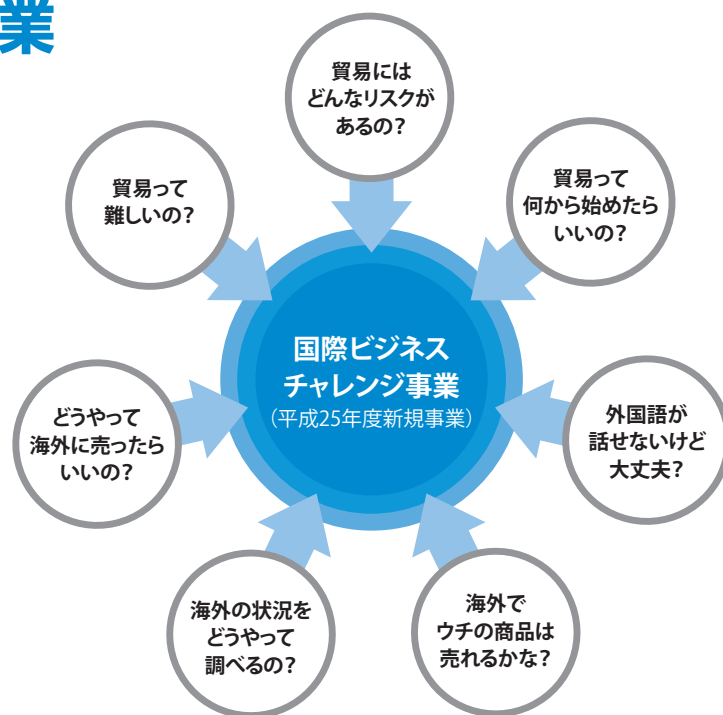 業
貿易には
どんなリスクが
あるの？
貿易って
難しいの？
貿易って
何から始めたら
いいの？
国際ビジネス
チャレンジ事業
（平成25年度新規事業）
どうやって
海外に売ったら
いいの？
外国語が
話せないけど
大丈夫？
海外の状況を
どうやって
調べるの？
海外で
ウチの商品は
売れるかな？